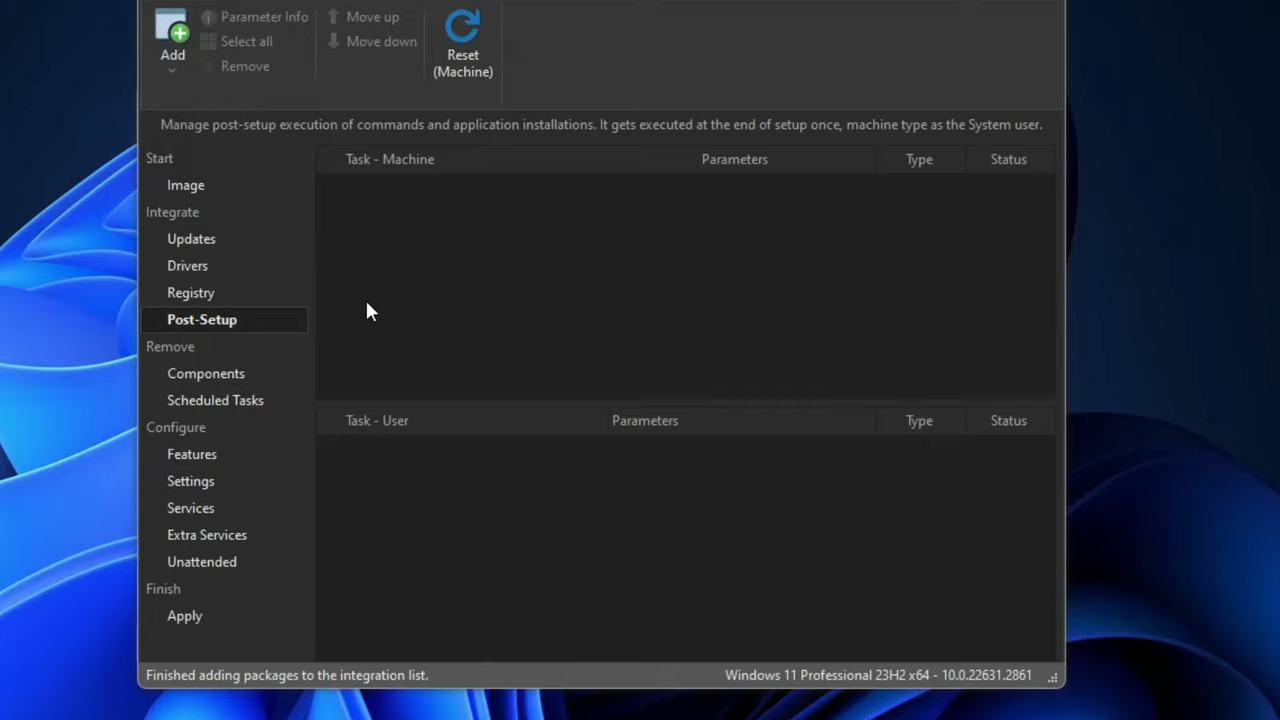 Parameter Info
Move up
Select all
Move down
Add
Remove
Reset
(Machine)
Manage post-setup execution of commands and application installations. It gets executed at the end of setup once, machine type as the System user.
Start
Image
Integrate
Updates
Drivers
Registry
Post-Setup
Remove
Components
Scheduled Tasks
Configure
Features
Settings
Services
Extra Services
Unattended
Finish
Apply
Task - Machine Parameters Type Status
Task - User Parameters Type Status
Finished adding packages to the integration list. Windows 11 Professional 23H2 x64 - 10.0.22631.2861